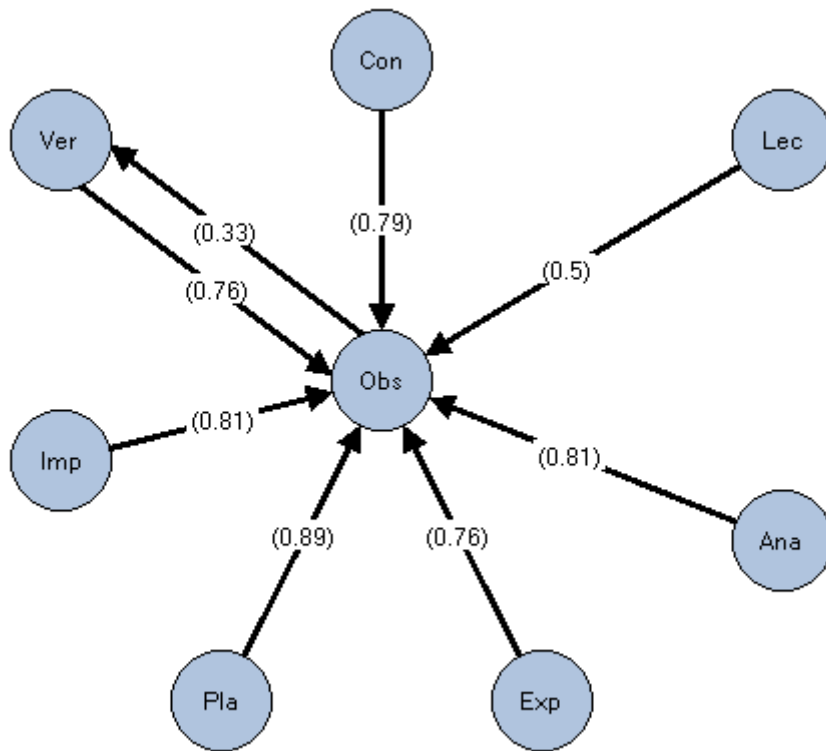 Con
Ver
Lec
(0.79)
(0.33)
(0.5)
(0.76)
Obs
(0.81)
Imp
(0.81)
(0.89)
(0.76)
Ana
Pla
Exp